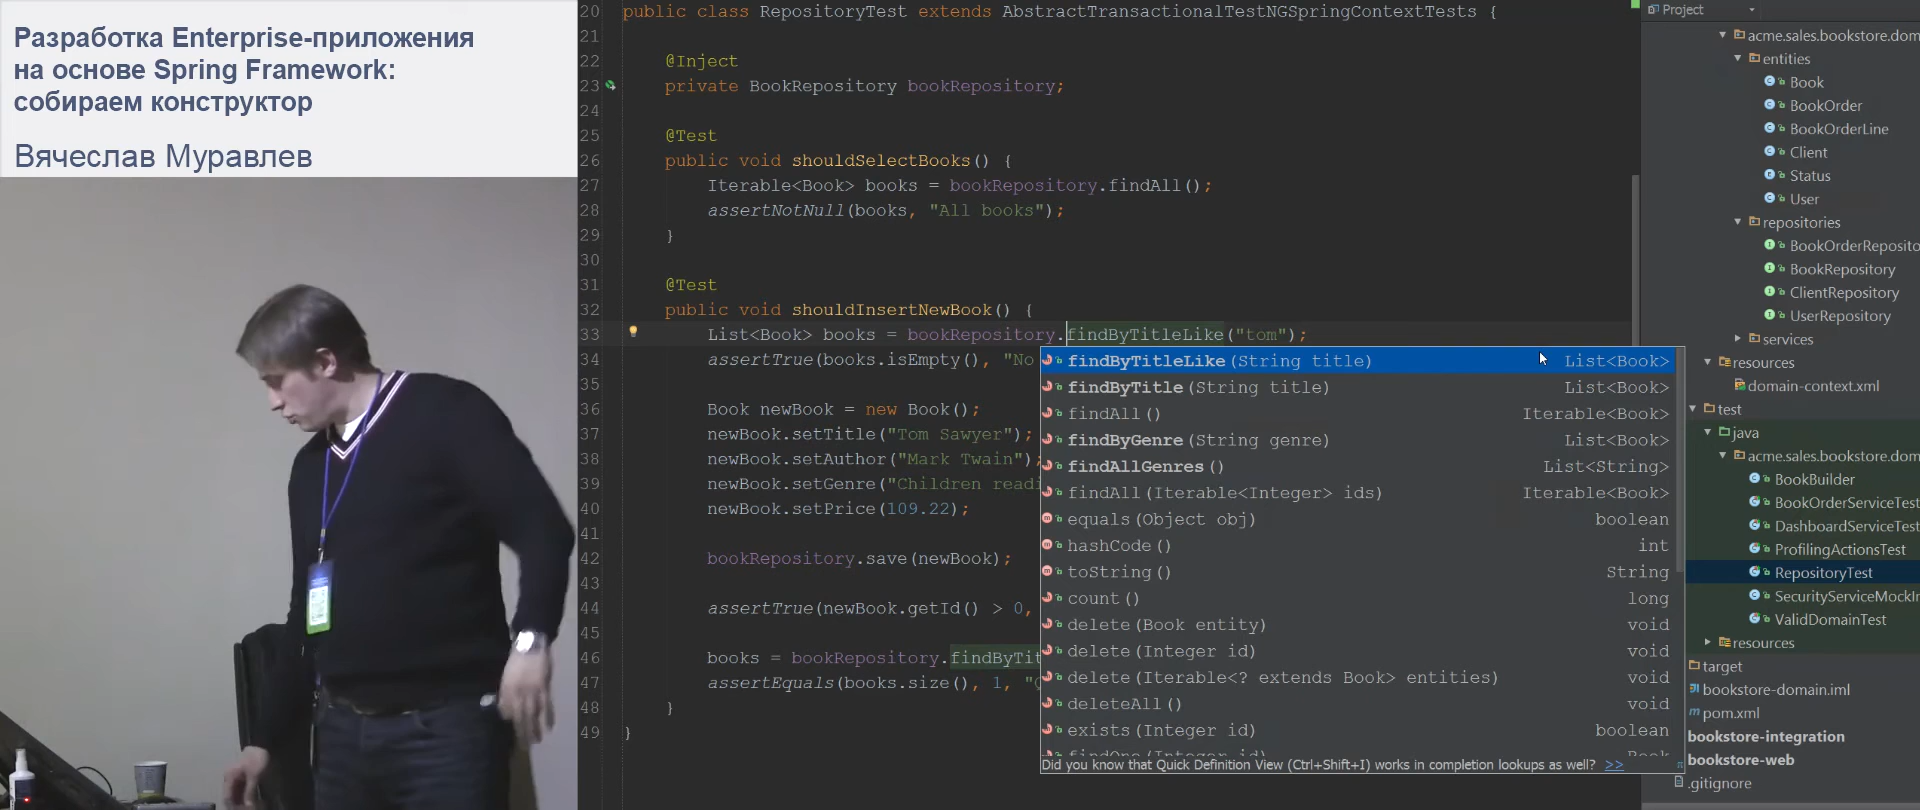 Разработка Enterprise-приложения
на основе Spring Framework:
собираем конструктор
Вячеслав Муравлев
20 public class RepositoryTest extends AbstractTransactionalTestNGSpringContextTests {
21
22 @Inject
23 private BookRepository bookRepository;
24
25 @Test
26 public void shouldSelectBooks() {
27 Iterable<Book> books = bookRepository.findAll();
28 assertNotNull(books, "All books");
29 }
30
31 @Test
32 public void shouldInsertNewBook() {
33 List<Book> books = bookRepository.findByTitleLike("tom");
34 assertTrue(books.isEmpty(), "No
35
36 Book newBook = new Book();
37 newBook.setTitle("Tom Sawyer");
38 newBook.setAuthor("Mark Twain");
39 newBook.setGenre("Children readi
40 newBook.setPrice(109.22);
41
42 bookRepository.save(newBook);
43
44 assertTrue(newBook.getId() > 0,
45
46 books = bookRepository.findByTit
47 assertEquals(books.size(), 1, "
48 }
49 }
findByTitleLike(String title) List<Book>
findByTitle(String title) List<Book>
findAll() Iterable<Book>
findByGenre(String genre) List<Book>
findAllGenres() List<String>
findAll(Iterable<Integer> ids) Iterable<Book>
equals(Object obj) boolean
hashCode() int
toString() String
count() long
delete(Book entity) void
delete(Integer id) void
delete(Iterable<? extends Book> entities) void
deleteAll() void
exists(Integer id) boolean
findOne(Integer id) Book
Did you know that Quick Definition View (Ctrl+Shift+I) works in completion lookups as well? >>
Project
acme.sales.bookstore.dom
entities
Book
BookOrder
BookOrderLine
Client
Status
User
repositories
BookOrderReposito
BookRepository
ClientRepository
UserRepository
services
resources
domain-context.xml
test
java
acme.sales.bookstore.dom
BookBuilder
BookOrderServiceTest
DashboardServiceTest
ProfilingActionsTest
RepositoryTest
SecurityServiceMockIn
ValidDomainTest
resources
target
bookstore-domain.iml
pom.xml
bookstore-integration
bookstore-web
.gitignore